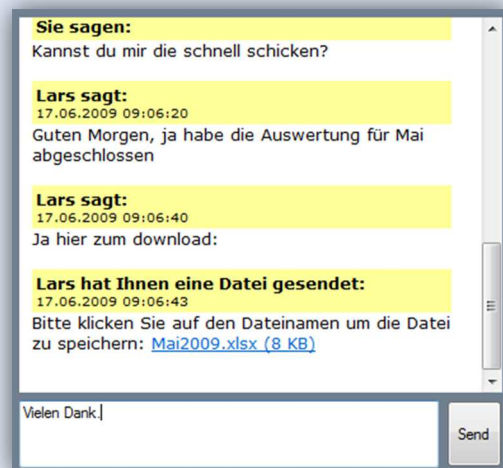 Sie sagen:
Kannst du mir die schnell schicken?
Lars sagt:
17.06.2009 09:06:20
Guten Morgen, ja habe die Auswertung für Mai
abgeschlossen
Lars sagt:
17.06.2009 09:06:40
Ja hier zum download:
Lars hat Ihnen eine Datei gesendet:
17.06.2009 09:06:43
Bitte klicken Sie auf den Dateinamen um die Datei
zu speichern: Mai2009.xlsx (8 KB)
Vielen Dank.
Send